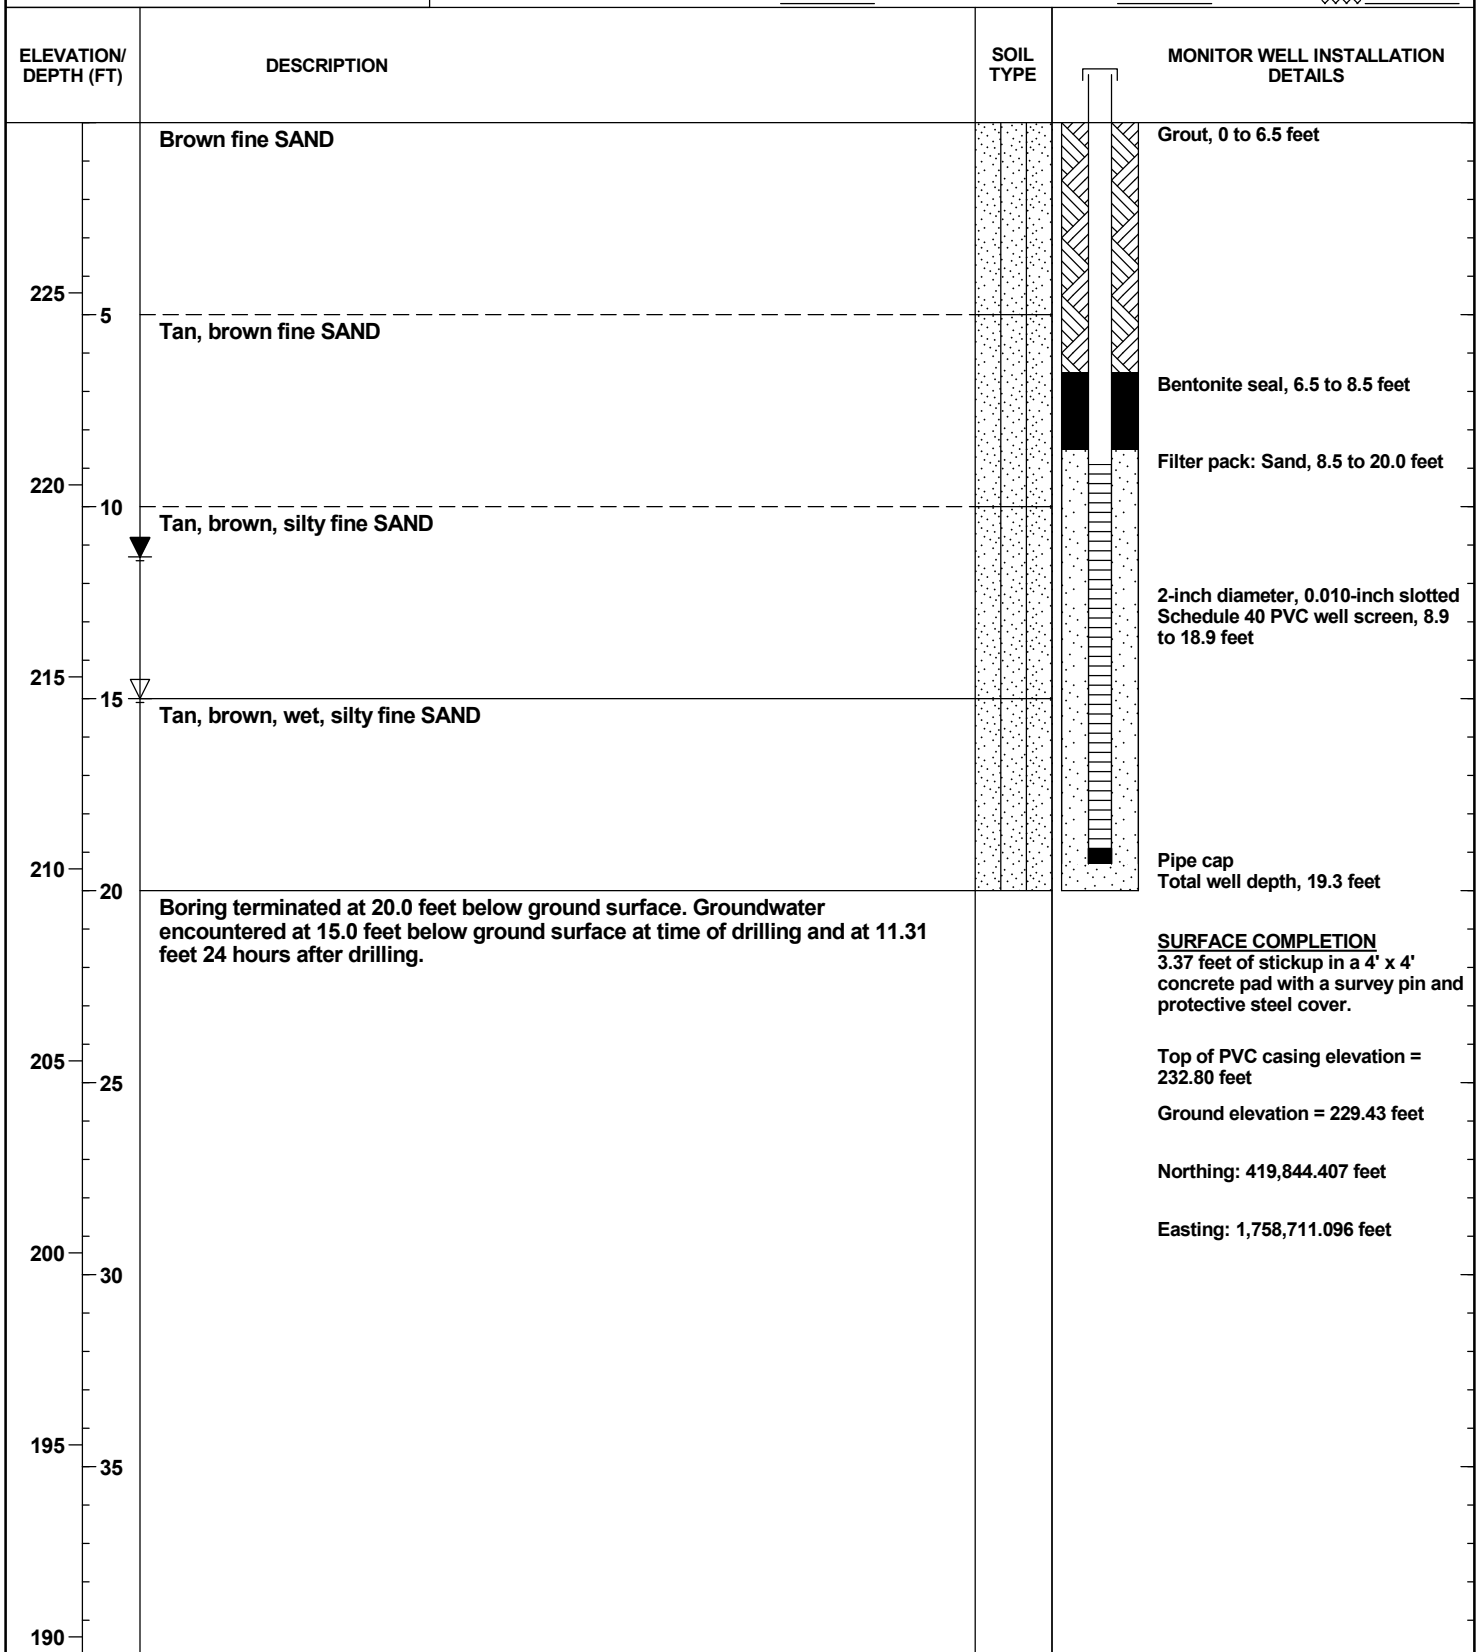 ELEVATION/
DEPTH (FT)
DESCRIPTION
SOIL
TYPE
MONITOR WELL INSTALLATION
DETAILS
Brown fine SAND
Grout, 0 to 6.5 feet
225
5
Tan, brown fine SAND
Bentonite seal, 6.5 to 8.5 feet
Filter pack: Sand, 8.5 to 20.0 feet
220
10
Tan, brown, silty fine SAND
2-inch diameter, 0.010-inch slotted
Schedule 40 PVC well screen, 8.9
to 18.9 feet
215
15
Tan, brown, wet, silty fine SAND
Pipe cap
210
Total well depth, 19.3 feet
20
Boring terminated at 20.0 feet below ground surface. Groundwater
encountered at 15.0 feet below ground surface at time of drilling and at 11.31
feet 24 hours after drilling.
SURFACE COMPLETION
3.37 feet of stickup in a 4' x 4'
concrete pad with a survey pin and
protective steel cover.
205
Top of PVC casing elevation =
232.80 feet
25
Ground elevation = 229.43 feet
Northing: 419,844.407 feet
Easting: 1,758,711.096 feet
200
30
195
35
190